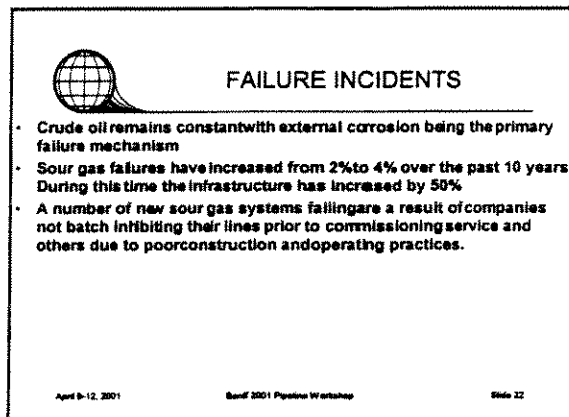 FAILURE INCIDENTS
• Crude oil remains constantwith external corrosion being the primary
failure mechanism
• Sour gas failures have increased from 2%to 4% over the past 10 years
During this time the infrastructure has increased by 50%
• A number of new sour gas systems failingare a result of companies
not batch inhibiting their lines prior to commissioning service and
others due to poorconstruction andoperating practices.
April 9-12, 2001 Banff 2001 Pipeline Workshop Slide 22